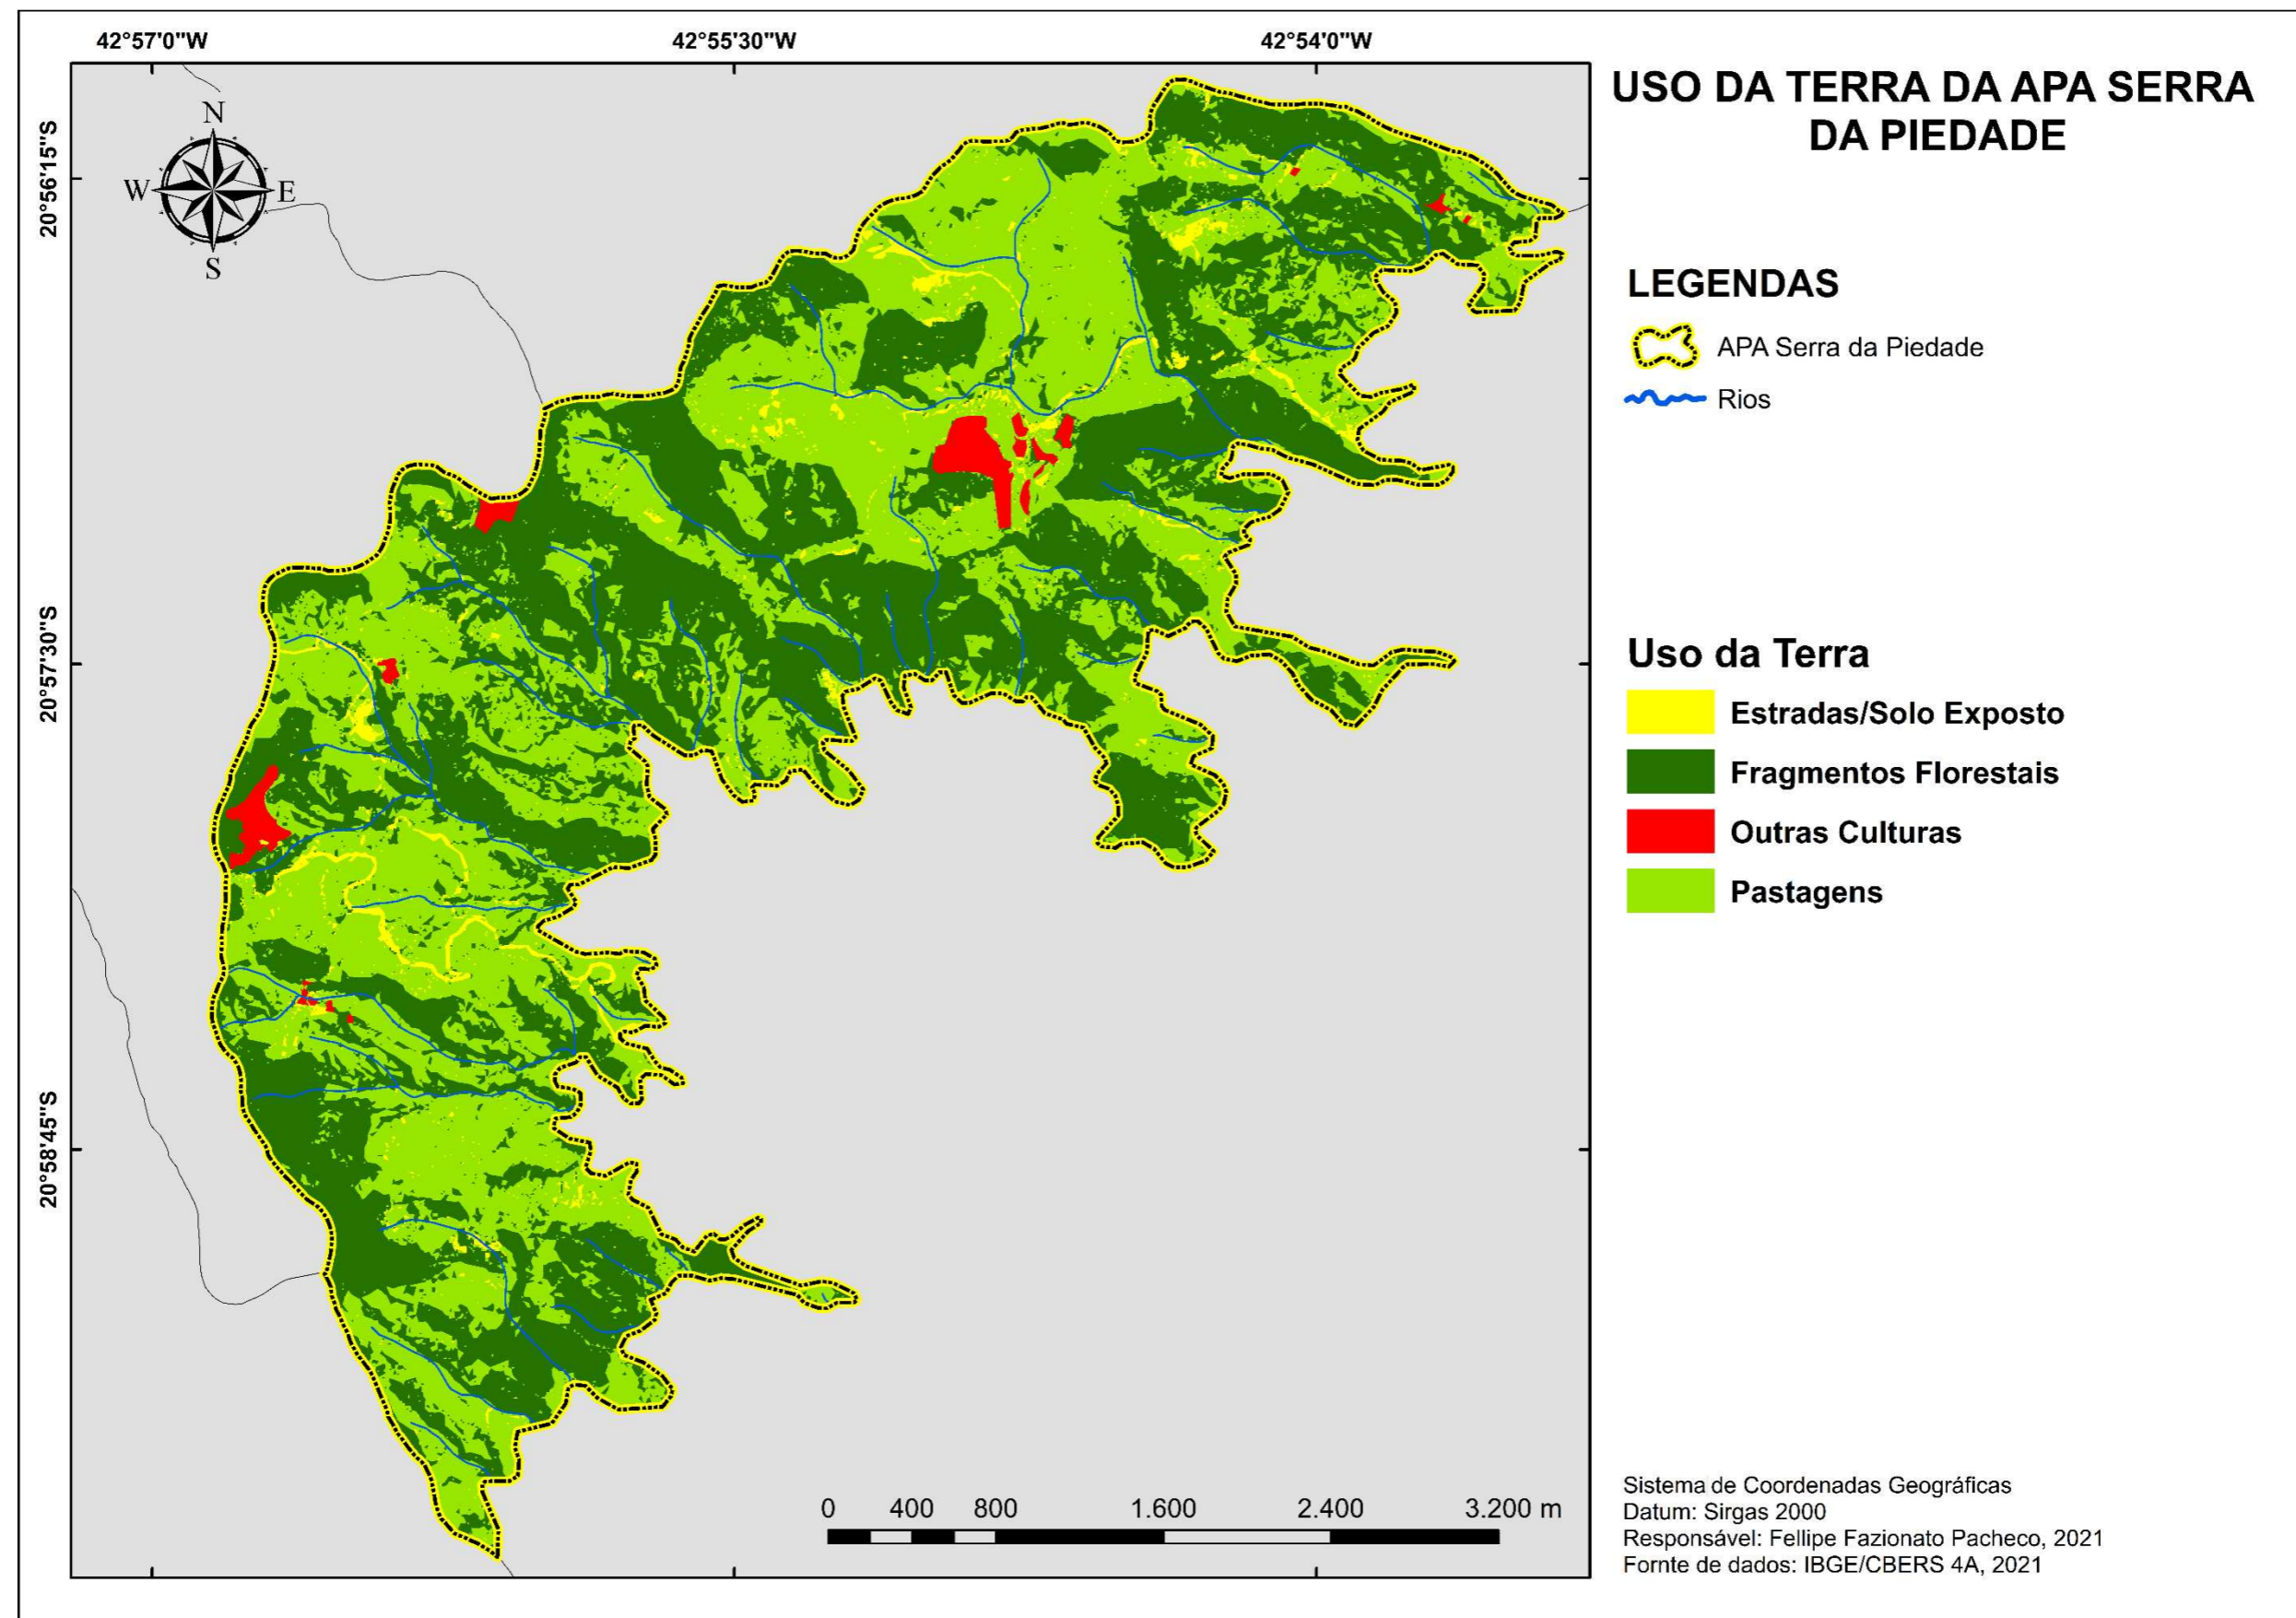 42°57'0"W 42°55'30"W 42°54'0"W
USO DA TERRA DA APA SERRA
DA PIEDADE
N
W E
S
20°56'15"S
20°57'30"S
20°58'45"S
LEGENDAS
APA Serra da Piedade
Rios
Uso da Terra
Estradas/Solo Exposto
Fragmentos Florestais
Outras Culturas
Pastagens
0 400 800 1.600 2.400 3.200 m
Sistema de Coordenadas Geográficas
Datum: Sirgas 2000
Responsável: Fellipe Fazionato Pacheco, 2021
Fornte de dados: IBGE/CBERS 4A, 2021